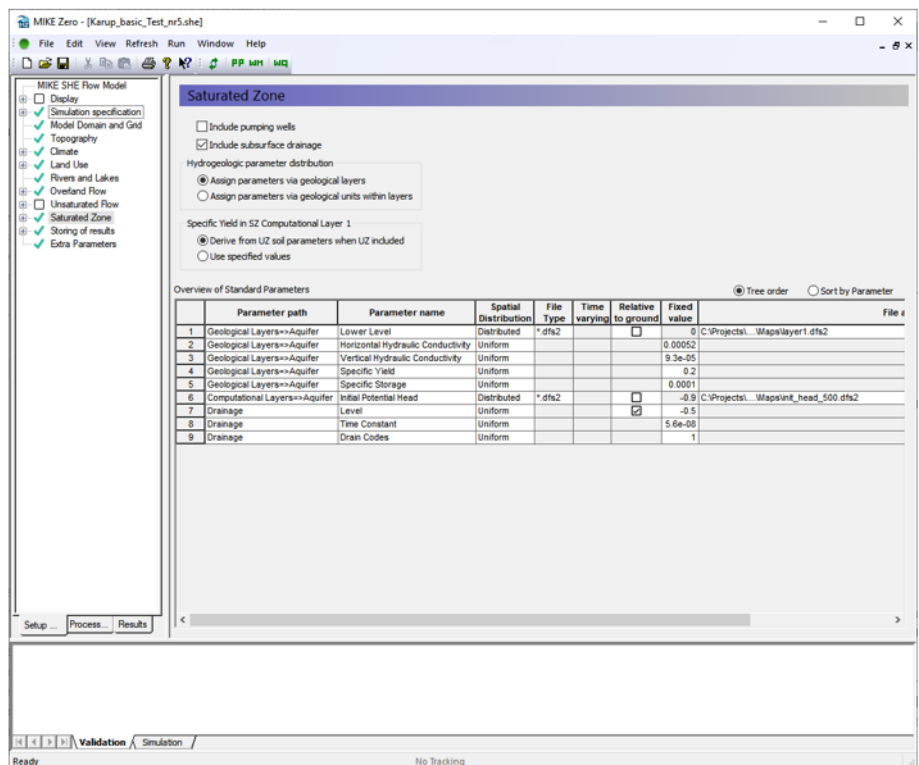 MIKE Zero - [Karup_basic_Test_nr5.she]
File Edit View Refresh Run Window Help
PP WM WQ
MIKE SHE Flow Model
Display
Simulation specification
Model Domain and Grid
Topography
Climate
Land Use
Rivers and Lakes
Overland Flow
Unsaturated Flow
Saturated Zone
Storing of results
Extra Parameters
Setup ... Process... Results
Saturated Zone
Include pumping wells
Include subsurface drainage
Hydrogeologic parameter distribution
Assign parameters via geological layers
Assign parameters via geological units within layers
Specific Yield in SZ Computational Layer 1
Derive from UZ soil parameters when UZ included
Use specified values
Overview of Standard Parameters Tree order Sort by Parameter
Parameter path Parameter name Spatial Distribution File Type Time varying Relative to ground Fixed value File a
1 Geological Layers=>Aquifer Lower Level Distributed *.dfs2 0 C:\Projects\....\Maps\layer1.dfs2
2 Geological Layers=>Aquifer Horizontal Hydraulic Conductivity Uniform 0.00052
3 Geological Layers=>Aquifer Vertical Hydraulic Conductivity Uniform 9.3e-05
4 Geological Layers=>Aquifer Specific Yield Uniform 0.2
5 Geological Layers=>Aquifer Specific Storage Uniform 0.0001
6 Computational Layers=>Aquifer Initial Potential Head Distributed *.dfs2 -0.9 C:\Projects\....\Maps\init_head_500.dfs2
7 Drainage Level Uniform -0.5
8 Drainage Time Constant Uniform 5.6e-08
9 Drainage Drain Codes Uniform 1
Validation Simulation
Ready No Tracking